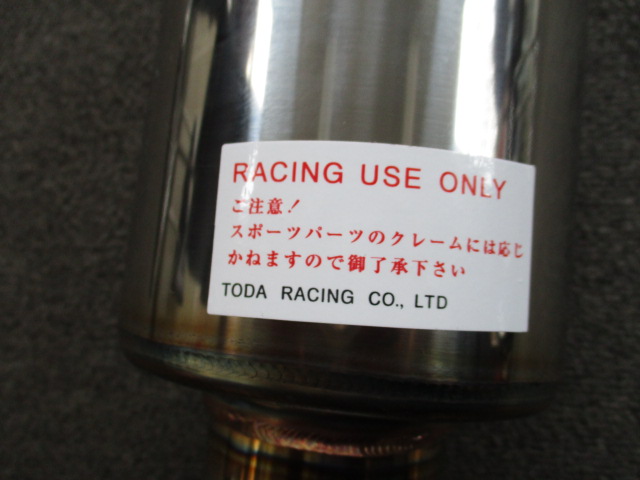 RACING USE ONLY
ご注意!
スポーツパーツのクレームには応じ
かねますので御了承下さい
TODA RACING CO., LTD